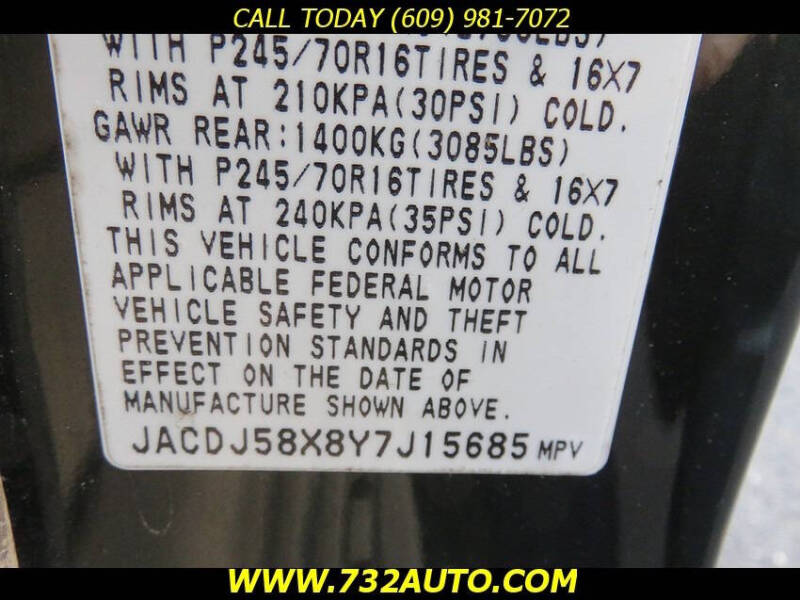 CALL TODAY (609) 981-7072
WITH P245/70R16TIRES & 16X7
RIMS AT 210KPA(30PSI) COLD.
GAWR REAR:1400KG(3085LBS)
WITH P245/70R16TIRES & 16X7
RIMS AT 240KPA(35PSI) COLD.
THIS VEHICLE CONFORMS TO ALL
APPLICABLE FEDERAL MOTOR
VEHICLE SAFETY AND THEFT
PREVENTION STANDARDS IN
EFFECT ON THE DATE OF
MANUFACTURE SHOWN ABOVE.
JACDJ58X8Y7J15685 MPV
WWW.732AUTO.COM